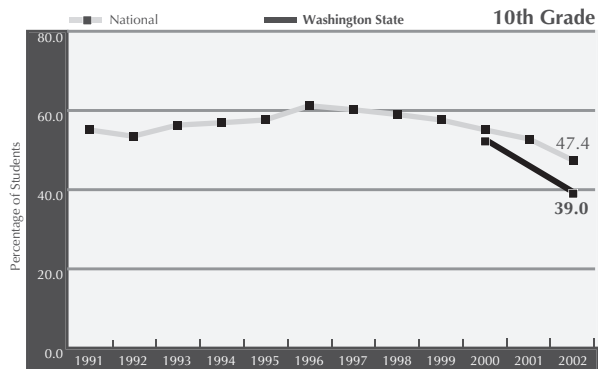 National
Washington State
10th Grade
80.0
60.0
40.0
20.0
0.0
Percentage of Students
47.4
39.0
1991 1992 1993 1994 1995 1996 1997 1998 1999 2000 2001 2002